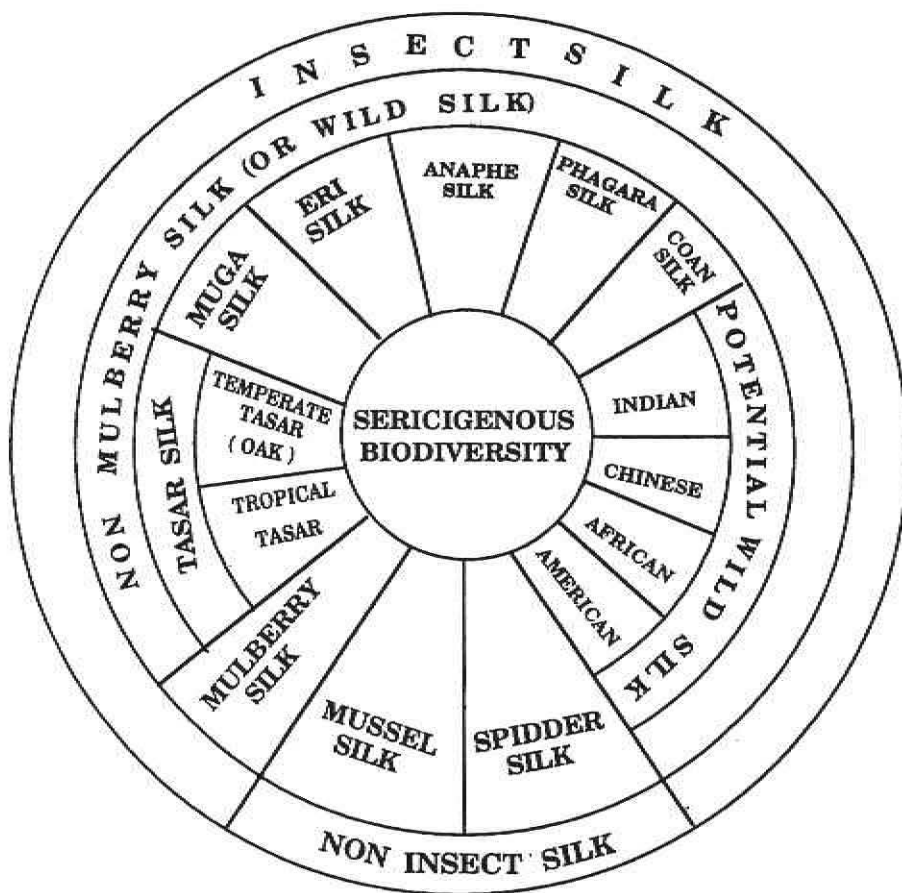 INSECT SILK
NON MULBERRY SILK (OR WILD SILK)
ERI
SILK
ANAPHE
SILK
PHAGARA
SILK
COAN
SILK
MUGA
SILK
POTENTIAL WILD SILK
INDIAN
CHINESE
AFRICAN
AMERICAN
SERICIGENOUS
BIODIVERSITY
TASAR SILK
TEMPERATE
TASAR
(OAK)
TROPICAL
TASAR
MULBERRY
SILK
MUSSEL
SILK
SPIDDER
SILK
NON INSECT SILK